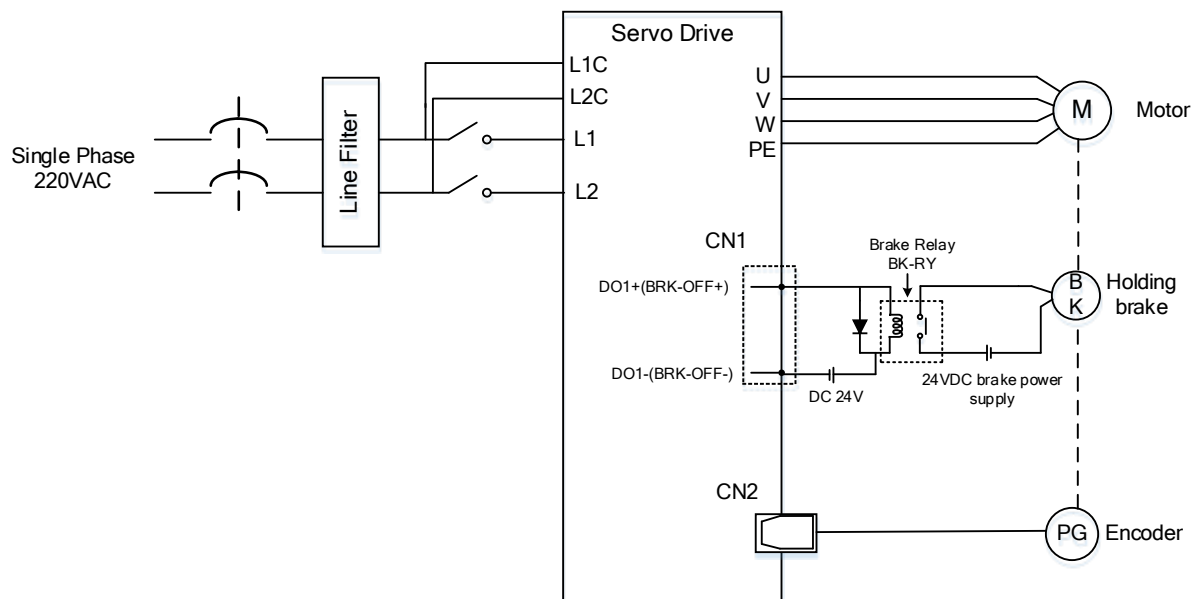 Servo Drive
L1C
L2C
L1
L2
Single Phase
220VAC
Line Filter
U
V
W
PE
M
Motor
CN1
Brake Relay
BK-RY
DO1+(BRK-OFF+)
DO1-(BRK-OFF-)
DC 24V
24VDC brake power
supply
B
K
Holding
brake
CN2
PG
Encoder